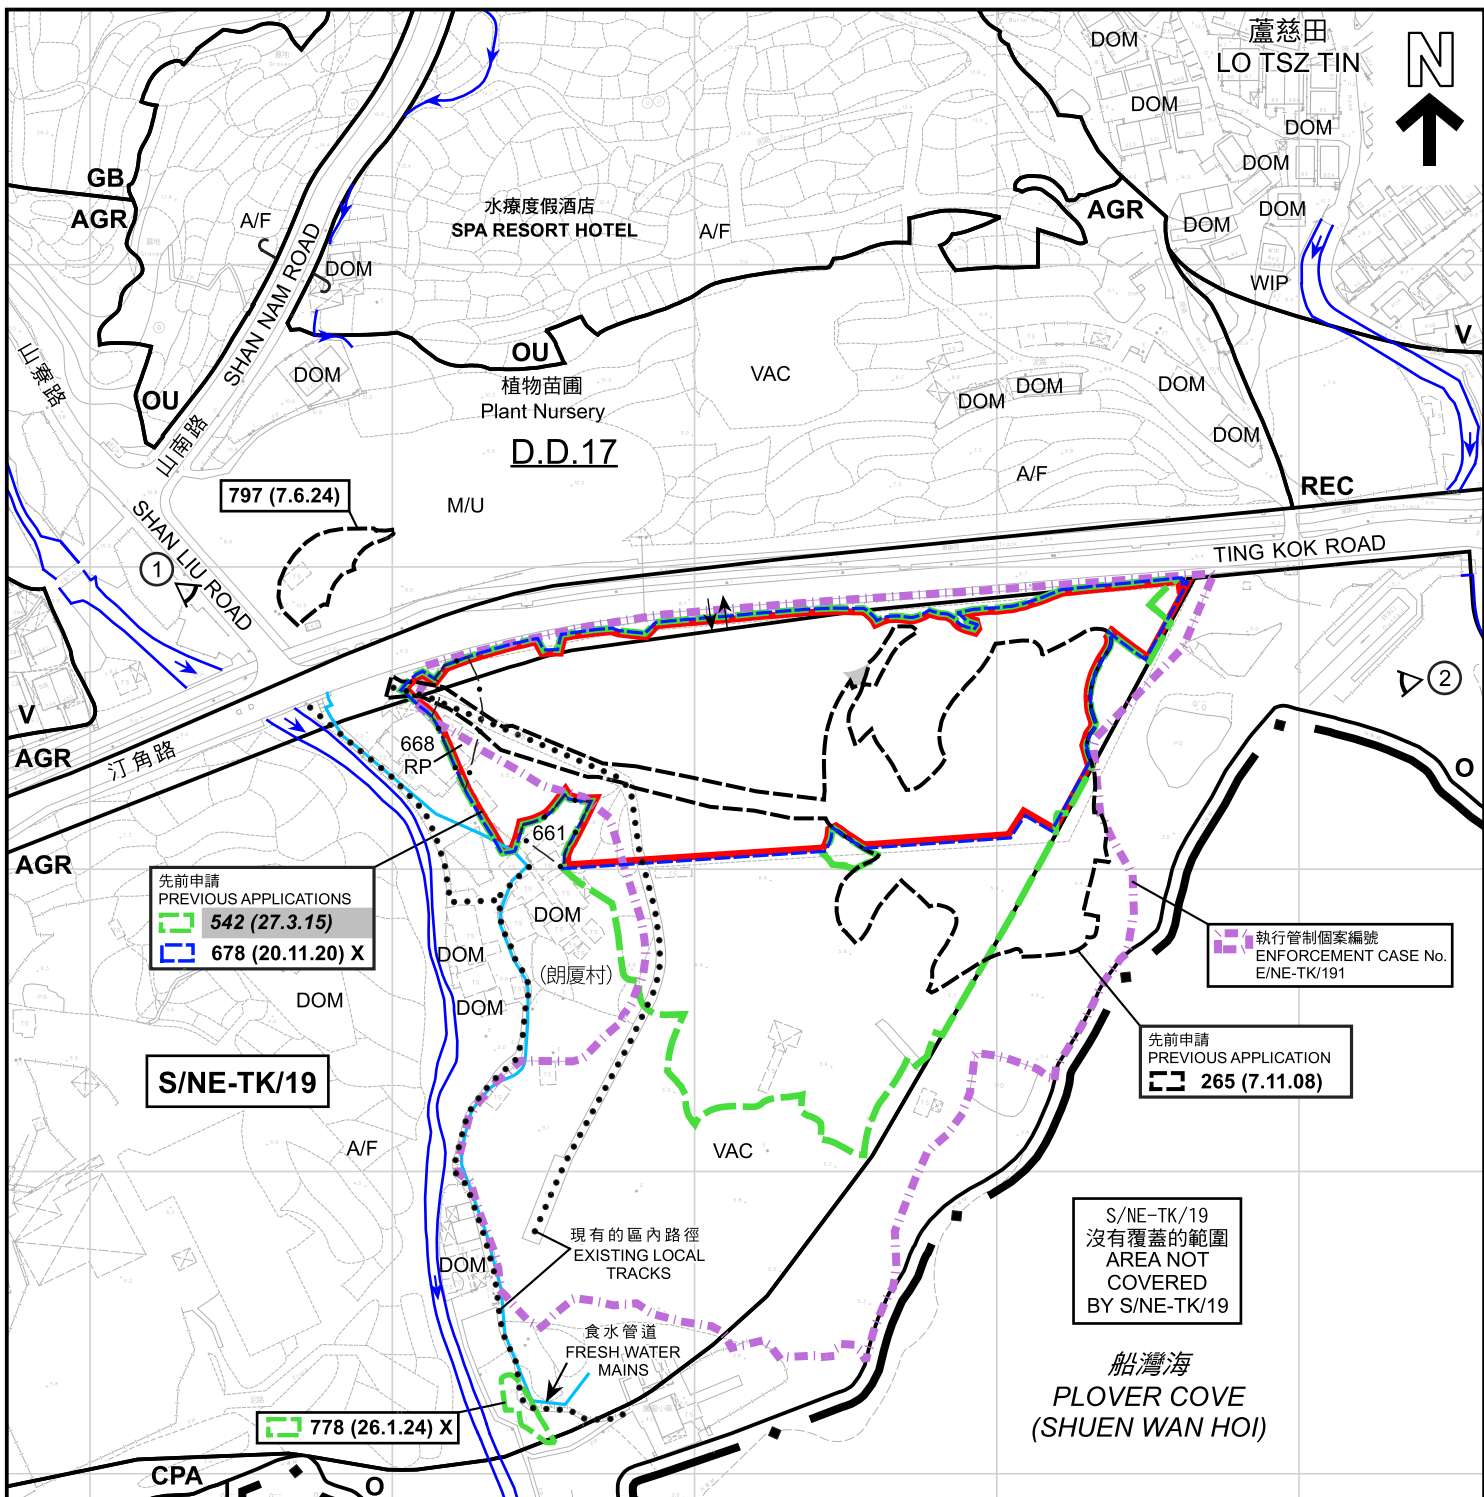 蘆慈田
LO TSZ TIN
N
DOM
DOM
DOM
DOM
DOM
DOM
GB
AGR
A/F
水療度假酒店
SPA RESORT HOTEL
A/F
AGR
DOM
SHAN NAM ROAD
WIP
V
山寮路
OU
植物苗圃
Plant Nursery
D.D.17
DOM
VAC
DOM
DOM
DOM
DOM
OU
山南路
A/F
REC
797 (7.6.24)
M/U
SHAN LIU ROAD
TING KOK ROAD
1
2
V
AGR
汀角路
668
RP
661
O
AGR
先前申請
PREVIOUS APPLICATIONS
542 (27.3.15)
678 (20.11.20) X
DOM
DOM
(朗厦村)
DOM
DOM
執行管制個案編號
ENFORCEMENT CASE No.
E/NE-TK/191
先前申請
PREVIOUS APPLICATION
265 (7.11.08)
S/NE-TK/19
A/F
VAC
現有的區內路徑
EXISTING LOCAL
TRACKS
DOM
S/NE-TK/19
沒有覆蓋的範圍
AREA NOT
COVERED
BY S/NE-TK/19
食水管道
FRESH WATER
MAINS
船灣海
PLOVER COVE
(SHUEN WAN HOI)
778 (26.1.24) X
CPA
O